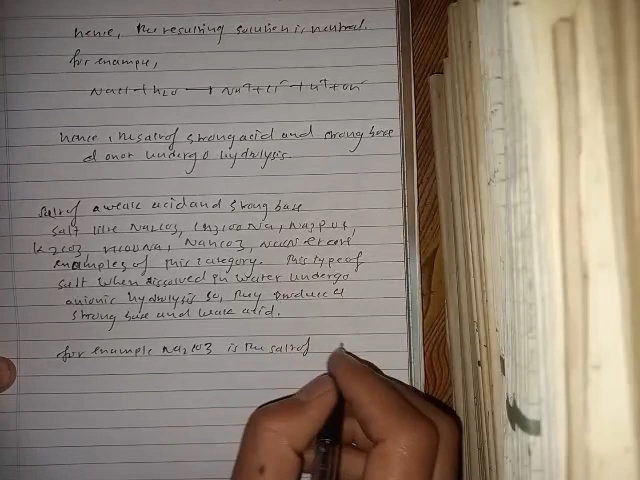 hence, the resulting solution is neutral.
for example,
NaCl + H2O → Na+ + Cl- + H+ + OH-
hence, the salt of strong acid and strong base
do not undergo hydrolysis.
salt of a weak acid and strong base
salt like Na2CO3, CH3COONa, Na3PO4,
K2CO3, HCOONa, NaHCO3, NaCN etc are
examples of this category. This type of
salt when dissolved in water undergo
anionic hydrolysis so, they produce a
strong base and weak acid.
for example Na2CO3 is the salt of